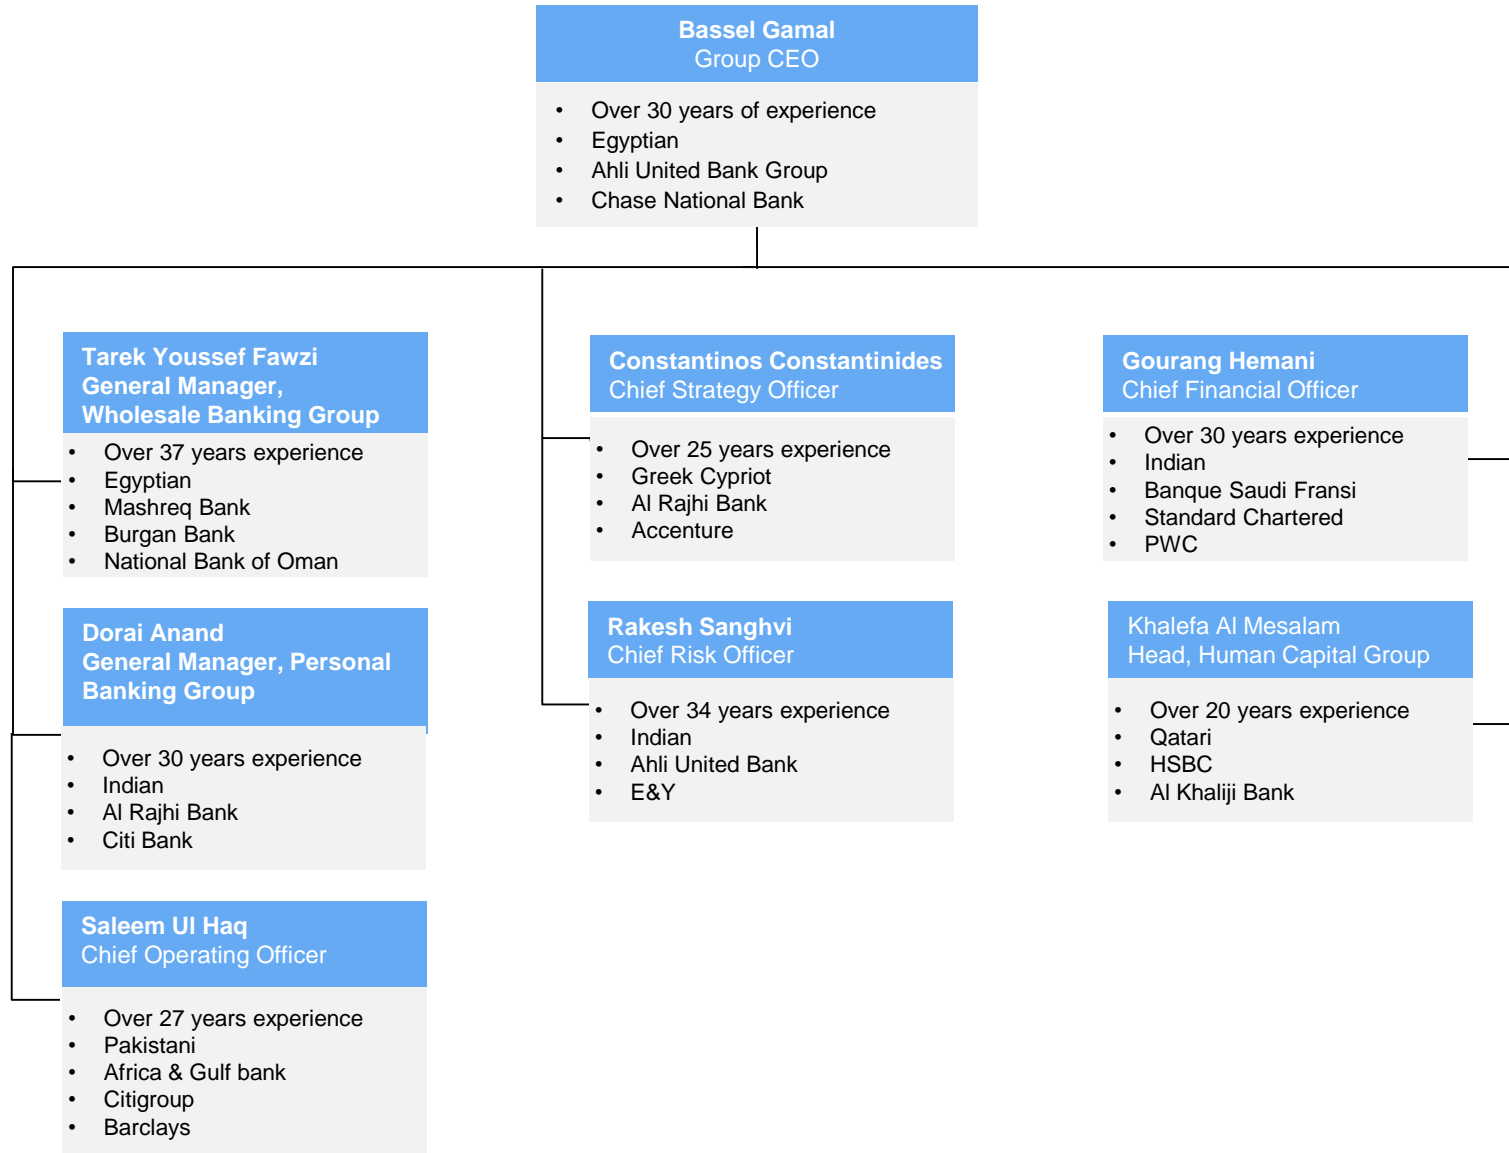 Bassel Gamal
Group CEO
• Over 30 years of experience
• Egyptian
• Ahli United Bank Group
• Chase National Bank
Tarek Youssef Fawzi
General Manager,
Wholesale Banking Group
• Over 37 years experience
• Egyptian
• Mashreq Bank
• Burgan Bank
• National Bank of Oman
Dorai Anand
General Manager, Personal
Banking Group
• Over 30 years experience
• Indian
• Al Rajhi Bank
• Citi Bank
Saleem Ul Haq
Chief Operating Officer
• Over 27 years experience
• Pakistani
• Africa & Gulf bank
• Citigroup
• Barclays
Constantinos Constantinides
Chief Strategy Officer
• Over 25 years experience
• Greek Cypriot
• Al Rajhi Bank
• Accenture
Rakesh Sanghvi
Chief Risk Officer
• Over 34 years experience
• Indian
• Ahli United Bank
• E&Y
Gourang Hemani
Chief Financial Officer
• Over 30 years experience
• Indian
• Banque Saudi Fransi
• Standard Chartered
• PWC
Khalefa Al Mesalam
Head, Human Capital Group
• Over 20 years experience
• Qatari
• HSBC
• Al Khaliji Bank